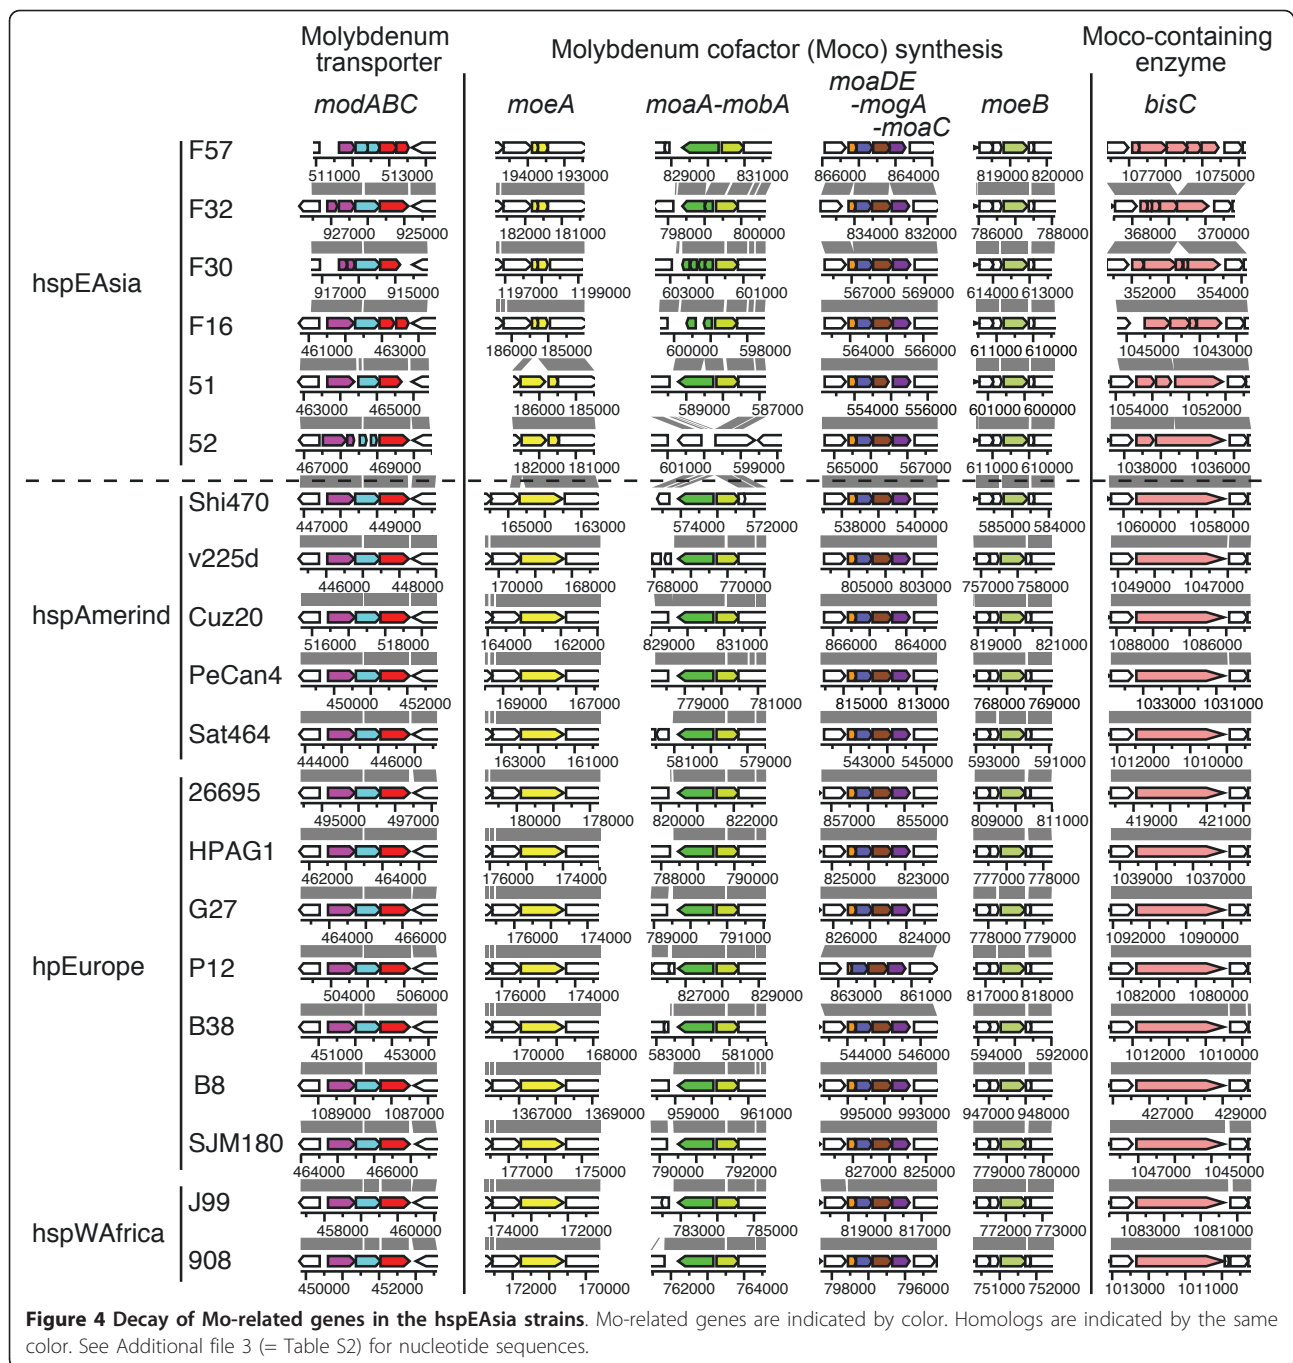 Molybdenum transporter
Molybdenum cofactor (Moco) synthesis
Moco-containing enzyme
modABC
moeA
moaA-mobA
moaDE
-mogA
-moaC
moeB
bisC
hspEAsia
F57
511000 513000 194000 193000 829000 831000 866000 864000 819000 820000 1077000 1075000
F32
927000 925000 182000 181000 798000 800000 834000 832000 786000 788000 368000 370000
F30
917000 915000 1197000 1199000 603000 601000 567000 569000 614000 613000 352000 354000
F16
461000 463000 186000 185000 600000 598000 564000 566000 611000 610000 1045000 1043000
51
463000 465000 186000 185000 589000 587000 554000 556000 601000 600000 1054000 1052000
52
467000 469000 182000 181000 601000 599000 565000 567000 611000 610000 1038000 1036000
hspAmerind
Shi470
447000 449000 165000 163000 574000 572000 538000 540000 585000 584000 1060000 1058000
v225d
446000 448000 170000 168000 768000 770000 805000 803000 757000 758000 1049000 1047000
Cuz20
516000 518000 164000 162000 829000 831000 866000 864000 819000 821000 1088000 1086000
PeCan4
450000 452000 169000 167000 779000 781000 815000 813000 768000 769000 1033000 1031000
Sat464
444000 446000 163000 161000 581000 579000 543000 545000 593000 591000 1012000 1010000
hpEurope
26695
495000 497000 180000 178000 820000 822000 857000 855000 809000 811000 419000 421000
HPAG1
462000 464000 176000 174000 788000 790000 825000 823000 777000 778000 1039000 1037000
G27
464000 466000 176000 174000 789000 791000 826000 824000 778000 779000 1092000 1090000
P12
504000 506000 176000 174000 827000 829000 863000 861000 817000 818000 1082000 1080000
B38
451000 453000 170000 168000 583000 581000 544000 546000 594000 592000 1012000 1010000
B8
1089000 1087000 1367000 1369000 959000 961000 995000 993000 947000 948000 427000 429000
SJM180
464000 466000 177000 175000 790000 792000 827000 825000 779000 780000 1047000 1045000
hspWAfrica
J99
458000 460000 174000 172000 783000 785000 819000 817000 772000 773000 1083000 1081000
908
450000 452000 172000 170000 762000 764000 798000 796000 751000 752000 1013000 1011000
Figure 4 Decay of Mo-related genes in the hspEAsia strains. Mo-related genes are indicated by color. Homologs are indicated by the same
color. See Additional file 3 (= Table S2) for nucleotide sequences.